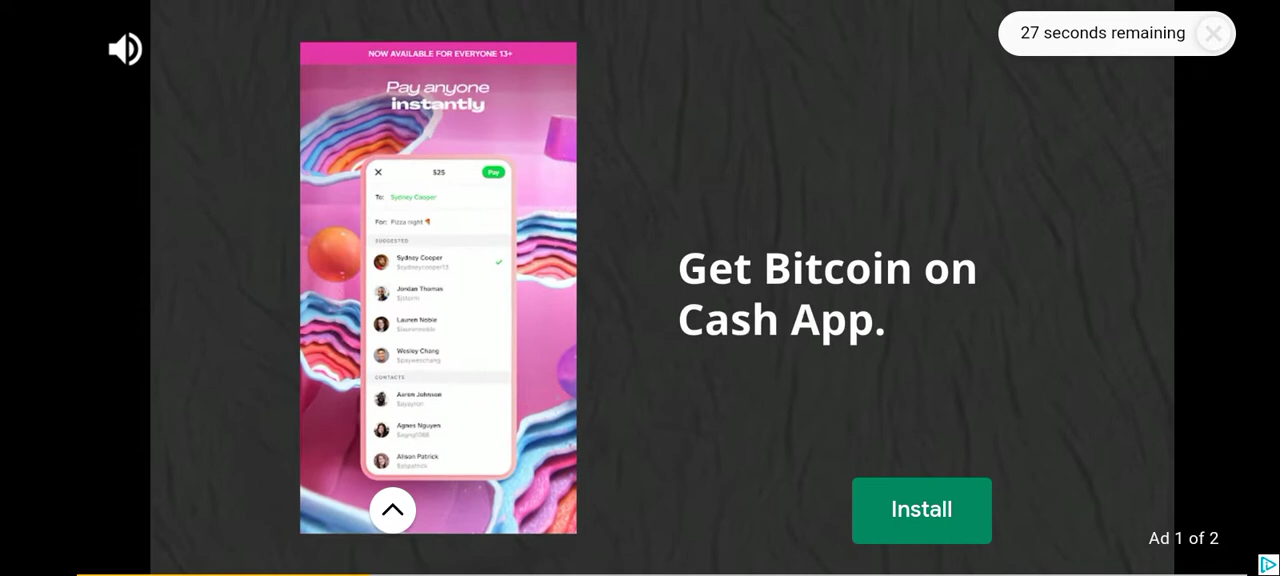 27 seconds remaining
NOW AVAILABLE FOR EVERYONE 13+
Pay anyone
instantly
$25
Pay
To: Sydney Cooper
For: Pizza night
SUGGESTED
Sydney Cooper
$sydneycooper13
Jordan Thomas
Lauren Noble
Wesley Chang
CONTACTS
Aaron Johnson
Agnes Nguyen
Alison Patrick
Get Bitcoin on
Cash App.
Install
Ad 1 of 2